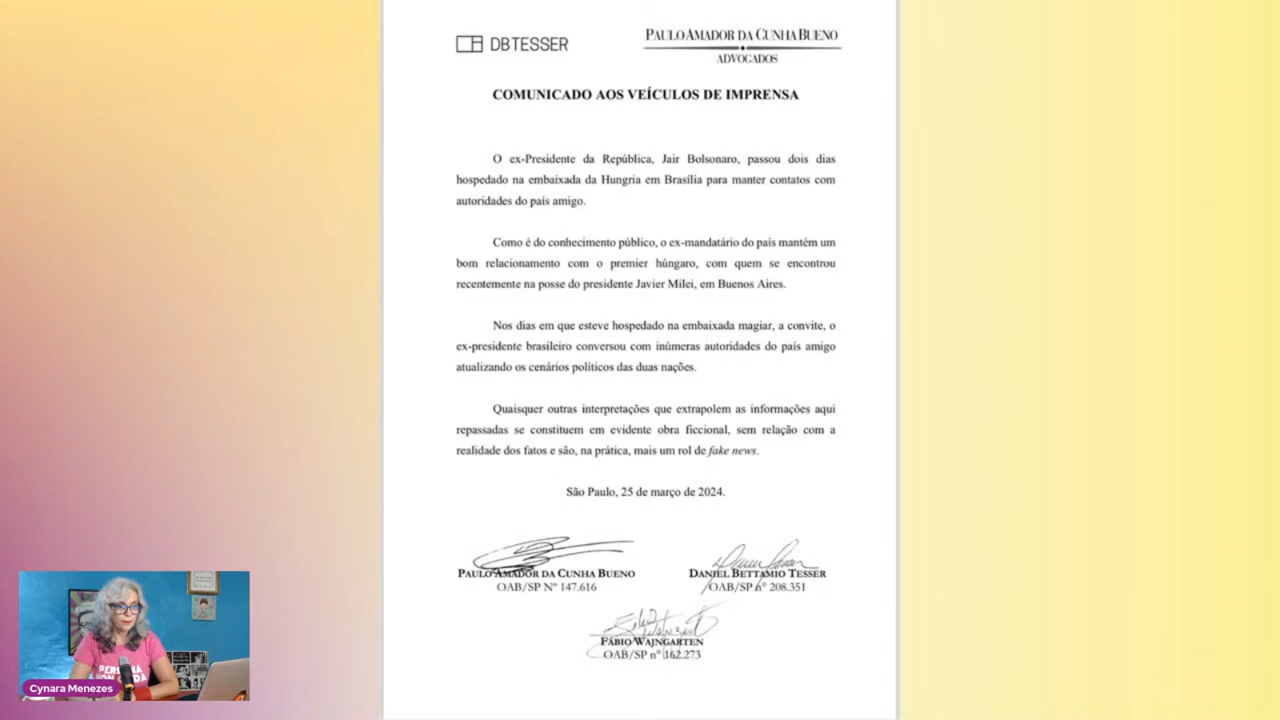 DBTESSER
PAULO AMADOR DA CUNHA BUENO
ADVOGADOS
COMUNICADO AOS VEÍCULOS DE IMPRENSA
O ex-Presidente da República, Jair Bolsonaro, passou dois dias
hospedado na embaixada da Hungria em Brasília para manter contatos com
autoridades do país amigo.
Como é do conhecimento público, o ex-mandatário do país mantém um
bom relacionamento com o premier húngaro, com quem se encontrou
recentemente na posse do presidente Javier Milei, em Buenos Aires.
Nos dias em que esteve hospedado na embaixada magiar, a convite, o
ex-presidente brasileiro conversou com inúmeras autoridades do país amigo
atualizando os cenários políticos das duas nações.
Quaisquer outras interpretações que extrapolem as informações aqui
repassadas se constituem em evidente obra ficcional, sem relação com a
realidade dos fatos e são, na prática, mais um rol de fake news.
São Paulo, 25 de março de 2024.
PAULO AMADOR DA CUNHA BUENO
OAB/SP Nº 147.616
DANIEL BETTAMIO TESSER
OAB/SP nº 208.351
FÁBIO WAJNGARTEN
OAB/SP nº 162.273
Cynara Menezes